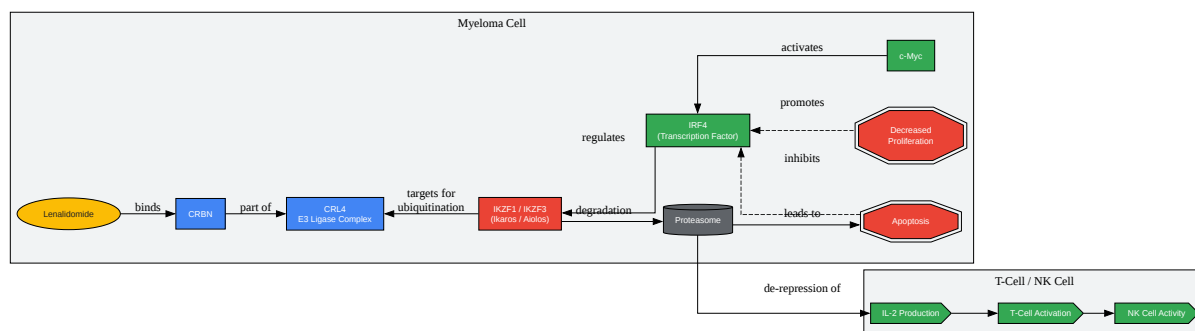 Myeloma Cell
activates
c-Myc
promotes
IRF4
(Transcription Factor)
Decreased
Proliferation
regulates
inhibits
Lenalidomide
binds
CRBN
part of
CRL4
E3 Ligase Complex
targets for
ubiquitination
IKZF1 / IKZF3
(Ikaros / Aiolos)
degradation
Proteasome
leads to
Apoptosis
de-repression of
T-Cell / NK Cell
IL-2 Production
T-Cell Activation
NK Cell Activity